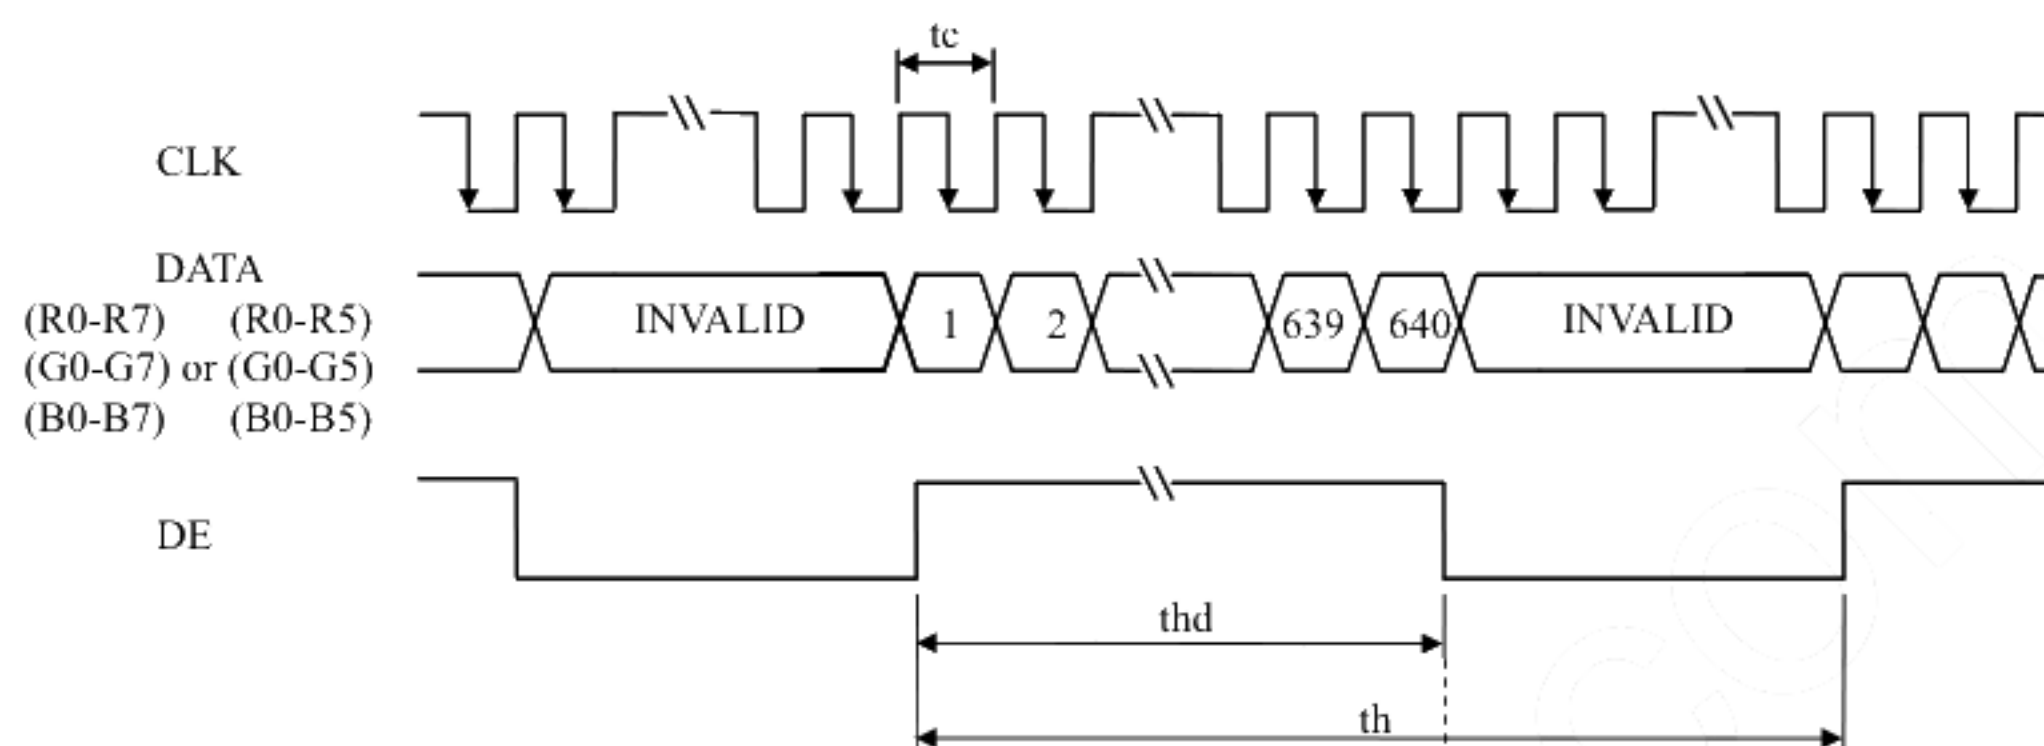 tc
CLK
DATA
(R0-R7) (R0-R5)
(G0-G7) or (G0-G5)
(B0-B7) (B0-B5)
INVALID 1 2 639 640 INVALID
DE
thd
th